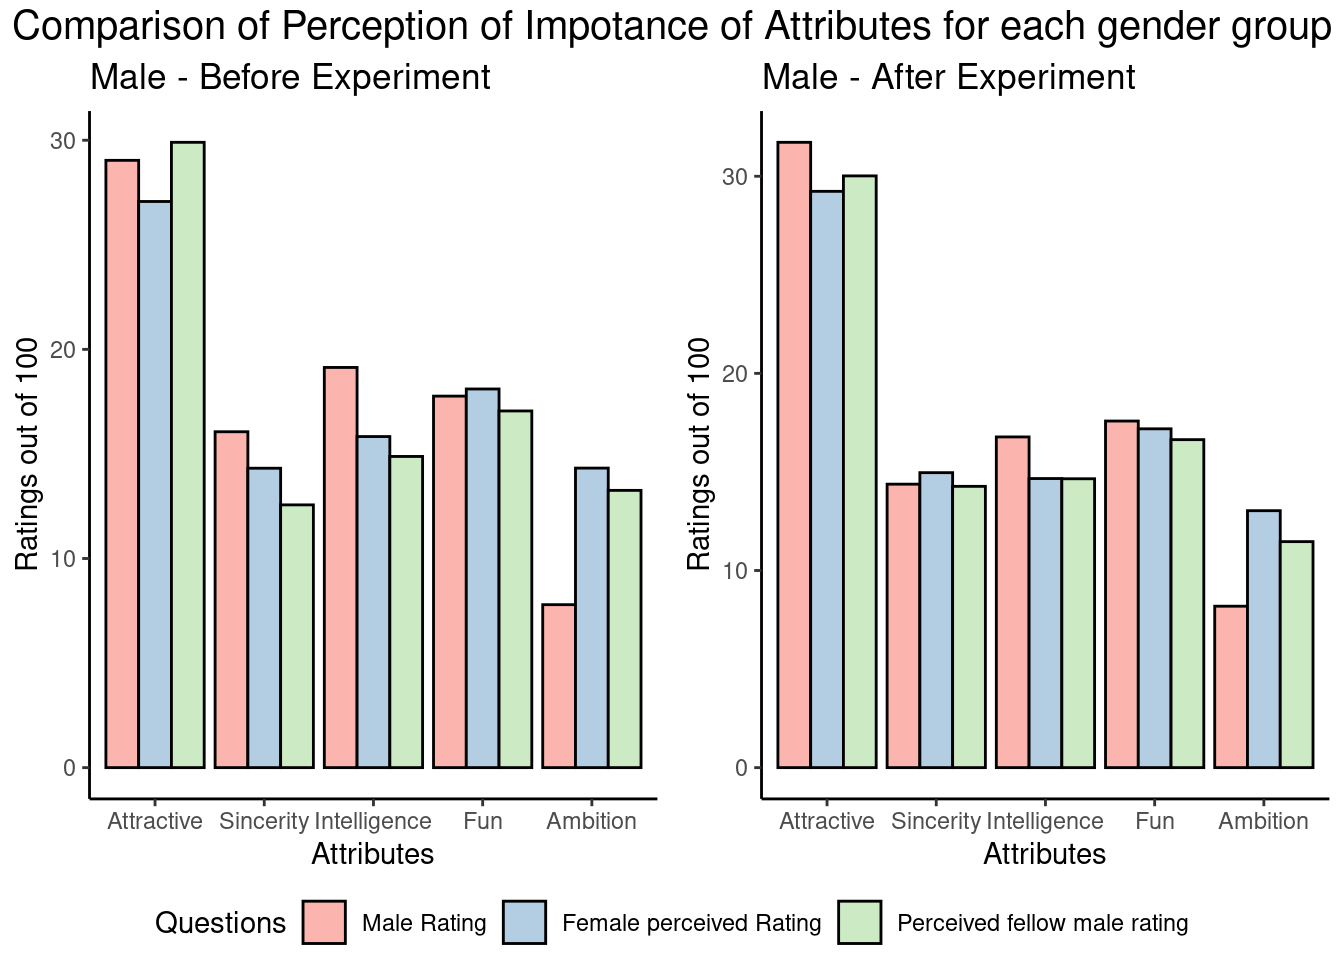 Comparison of Perception of Impotance of Attributes for each gender group
Male - Before Experiment
Ratings out of 100
30
20
10
0
Attractive Sincerity Intelligence Fun Ambition
Attributes
Male - After Experiment
Ratings out of 100
30
20
10
0
Attractive Sincerity Intelligence Fun Ambition
Attributes
Questions Male Rating Female perceived Rating Perceived fellow male rating